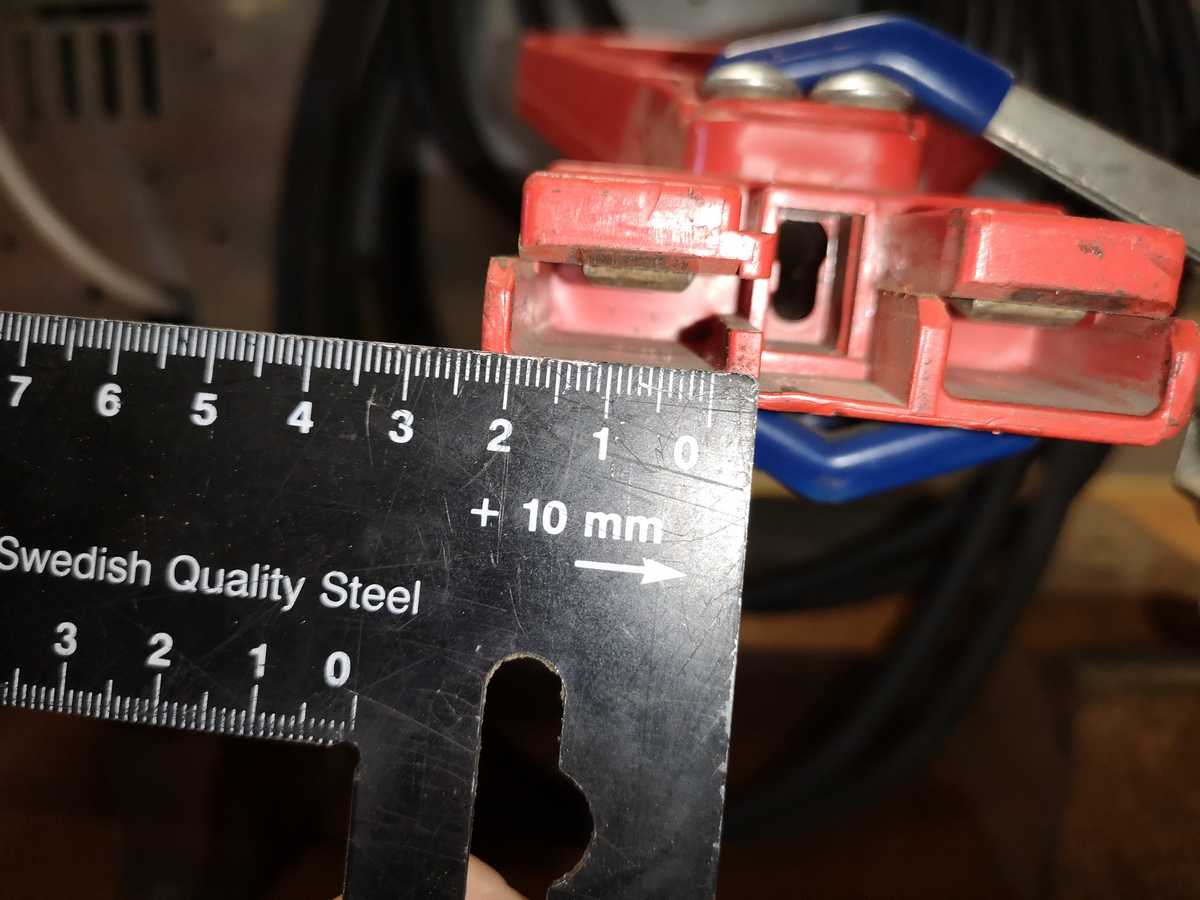 7 6 5 4 3 2 1 0
+ 10 mm
Swedish Quality Steel
3 2 1 0